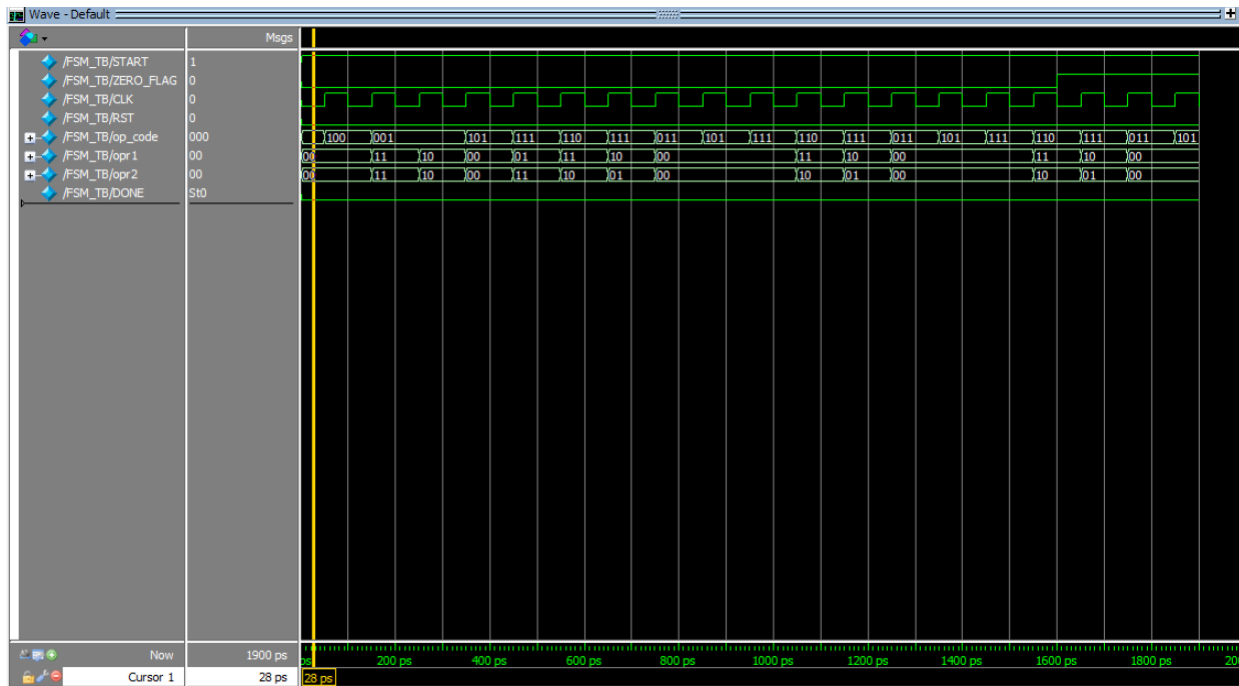 Wave - Default
Msgs
/FSM_TB/START 1
/FSM_TB/ZERO_FLAG 0
/FSM_TB/CLK 0
/FSM_TB/RST 0
/FSM_TB/op_code 000 100 001 101 111 110 111 011 101 111 110 111 011 101 111 110 111 011 101
/FSM_TB/opr1 00 00 11 10 00 01 11 10 00 11 10 00 11 10 00
/FSM_TB/opr2 00 00 11 10 00 11 10 01 00 10 01 00 10 01 00
/FSM_TB/DONE St0
Now 1900 ps ps 200 ps 400 ps 600 ps 800 ps 1000 ps 1200 ps 1400 ps 1600 ps 1800 ps 20
Cursor 1 28 ps 28 ps